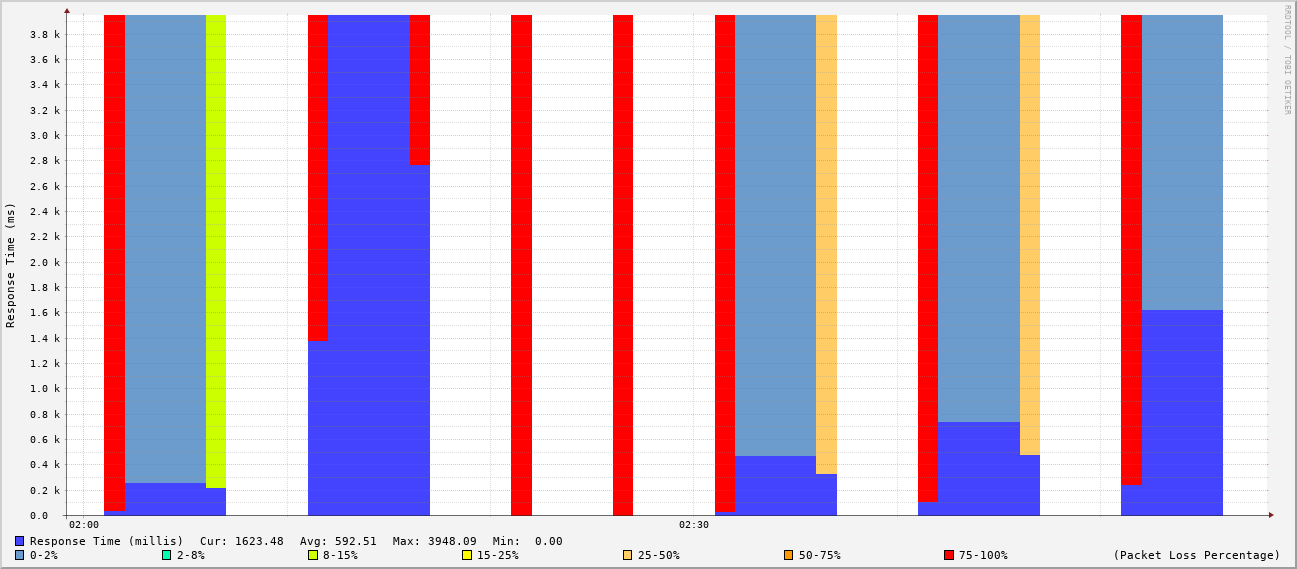 RRDTOOL / TOBI OETIKER
Response Time (ms)
3.8 k
3.6 k
3.4 k
3.2 k
3.0 k
2.8 k
2.6 k
2.4 k
2.2 k
2.0 k
1.8 k
1.6 k
1.4 k
1.2 k
1.0 k
0.8 k
0.6 k
0.4 k
0.2 k
0.0
02:00 02:30
Response Time (millis) Cur: 1623.48 Avg: 592.51 Max: 3948.09 Min: 0.00
0-2% 2-8% 8-15% 15-25% 25-50% 50-75% 75-100% (Packet Loss Percentage)